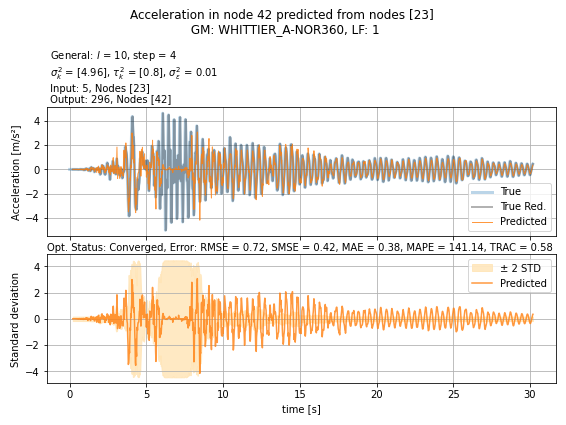 Acceleration in node 42 predicted from nodes [23]
GM: WHITTIER_A-NOR360, LF: 1
General: l = 10, step = 4
σ²ₖ = [4.96], τ²ₖ = [0.8], σ²ε = 0.01
Input: 5, Nodes [23]
Output: 296, Nodes [42]
Acceleration [m/s²]
4
2
0
−2
−4
True
True Red.
Predicted
Opt. Status: Converged, Error: RMSE = 0.72, SMSE = 0.42, MAE = 0.38, MAPE = 141.14, TRAC = 0.58
Standard deviation
4
2
0
−2
−4
± 2 STD
Predicted
0 5 10 15 20 25 30
time [s]